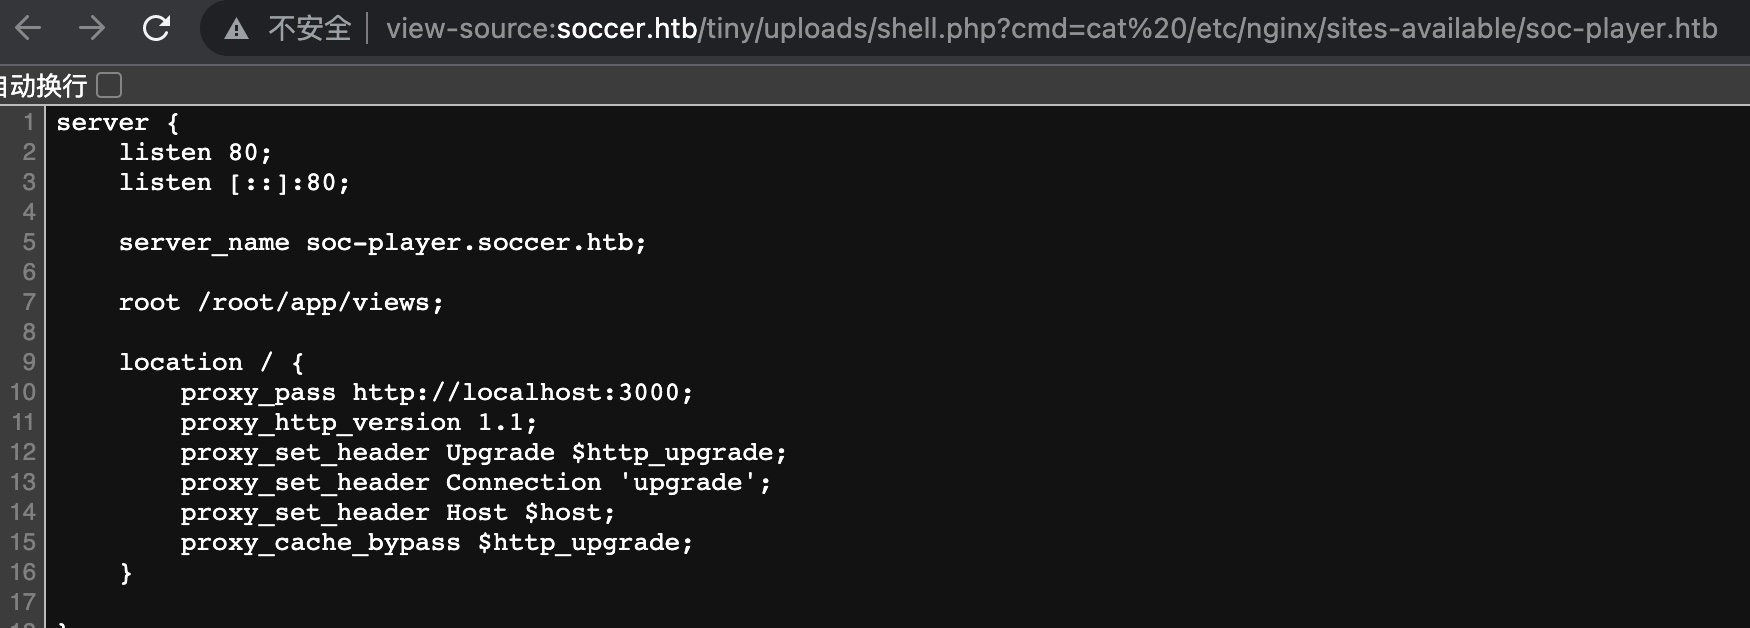 不安全 view-source:soccer.htb/tiny/uploads/shell.php?cmd=cat%20/etc/nginx/sites-available/soc-player.htb
自动换行
1 server {
2 listen 80;
3 listen [::]:80;
4
5 server_name soc-player.soccer.htb;
6
7 root /root/app/views;
8
9 location / {
10 proxy_pass http://localhost:3000;
11 proxy_http_version 1.1;
12 proxy_set_header Upgrade $http_upgrade;
13 proxy_set_header Connection 'upgrade';
14 proxy_set_header Host $host;
15 proxy_cache_bypass $http_upgrade;
16 }
17